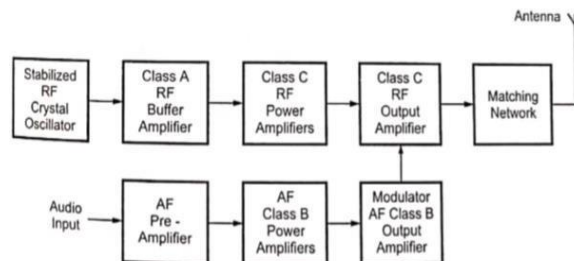 Antenna
Stabilized
RF
Crystal
Oscillator
Class A
RF
Buffer
Amplifier
Class C
RF
Power
Amplifiers
Class C
RF
Output
Amplifier
Matching
Network
Audio
Input
AF
Pre -
Amplifier
AF
Class B
Power
Amplifiers
Modulator
AF Class B
Output
Amplifier